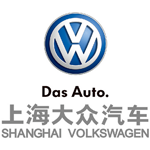 Das Auto.
上海大众汽车
SHANGHAI VOLKSWAGEN